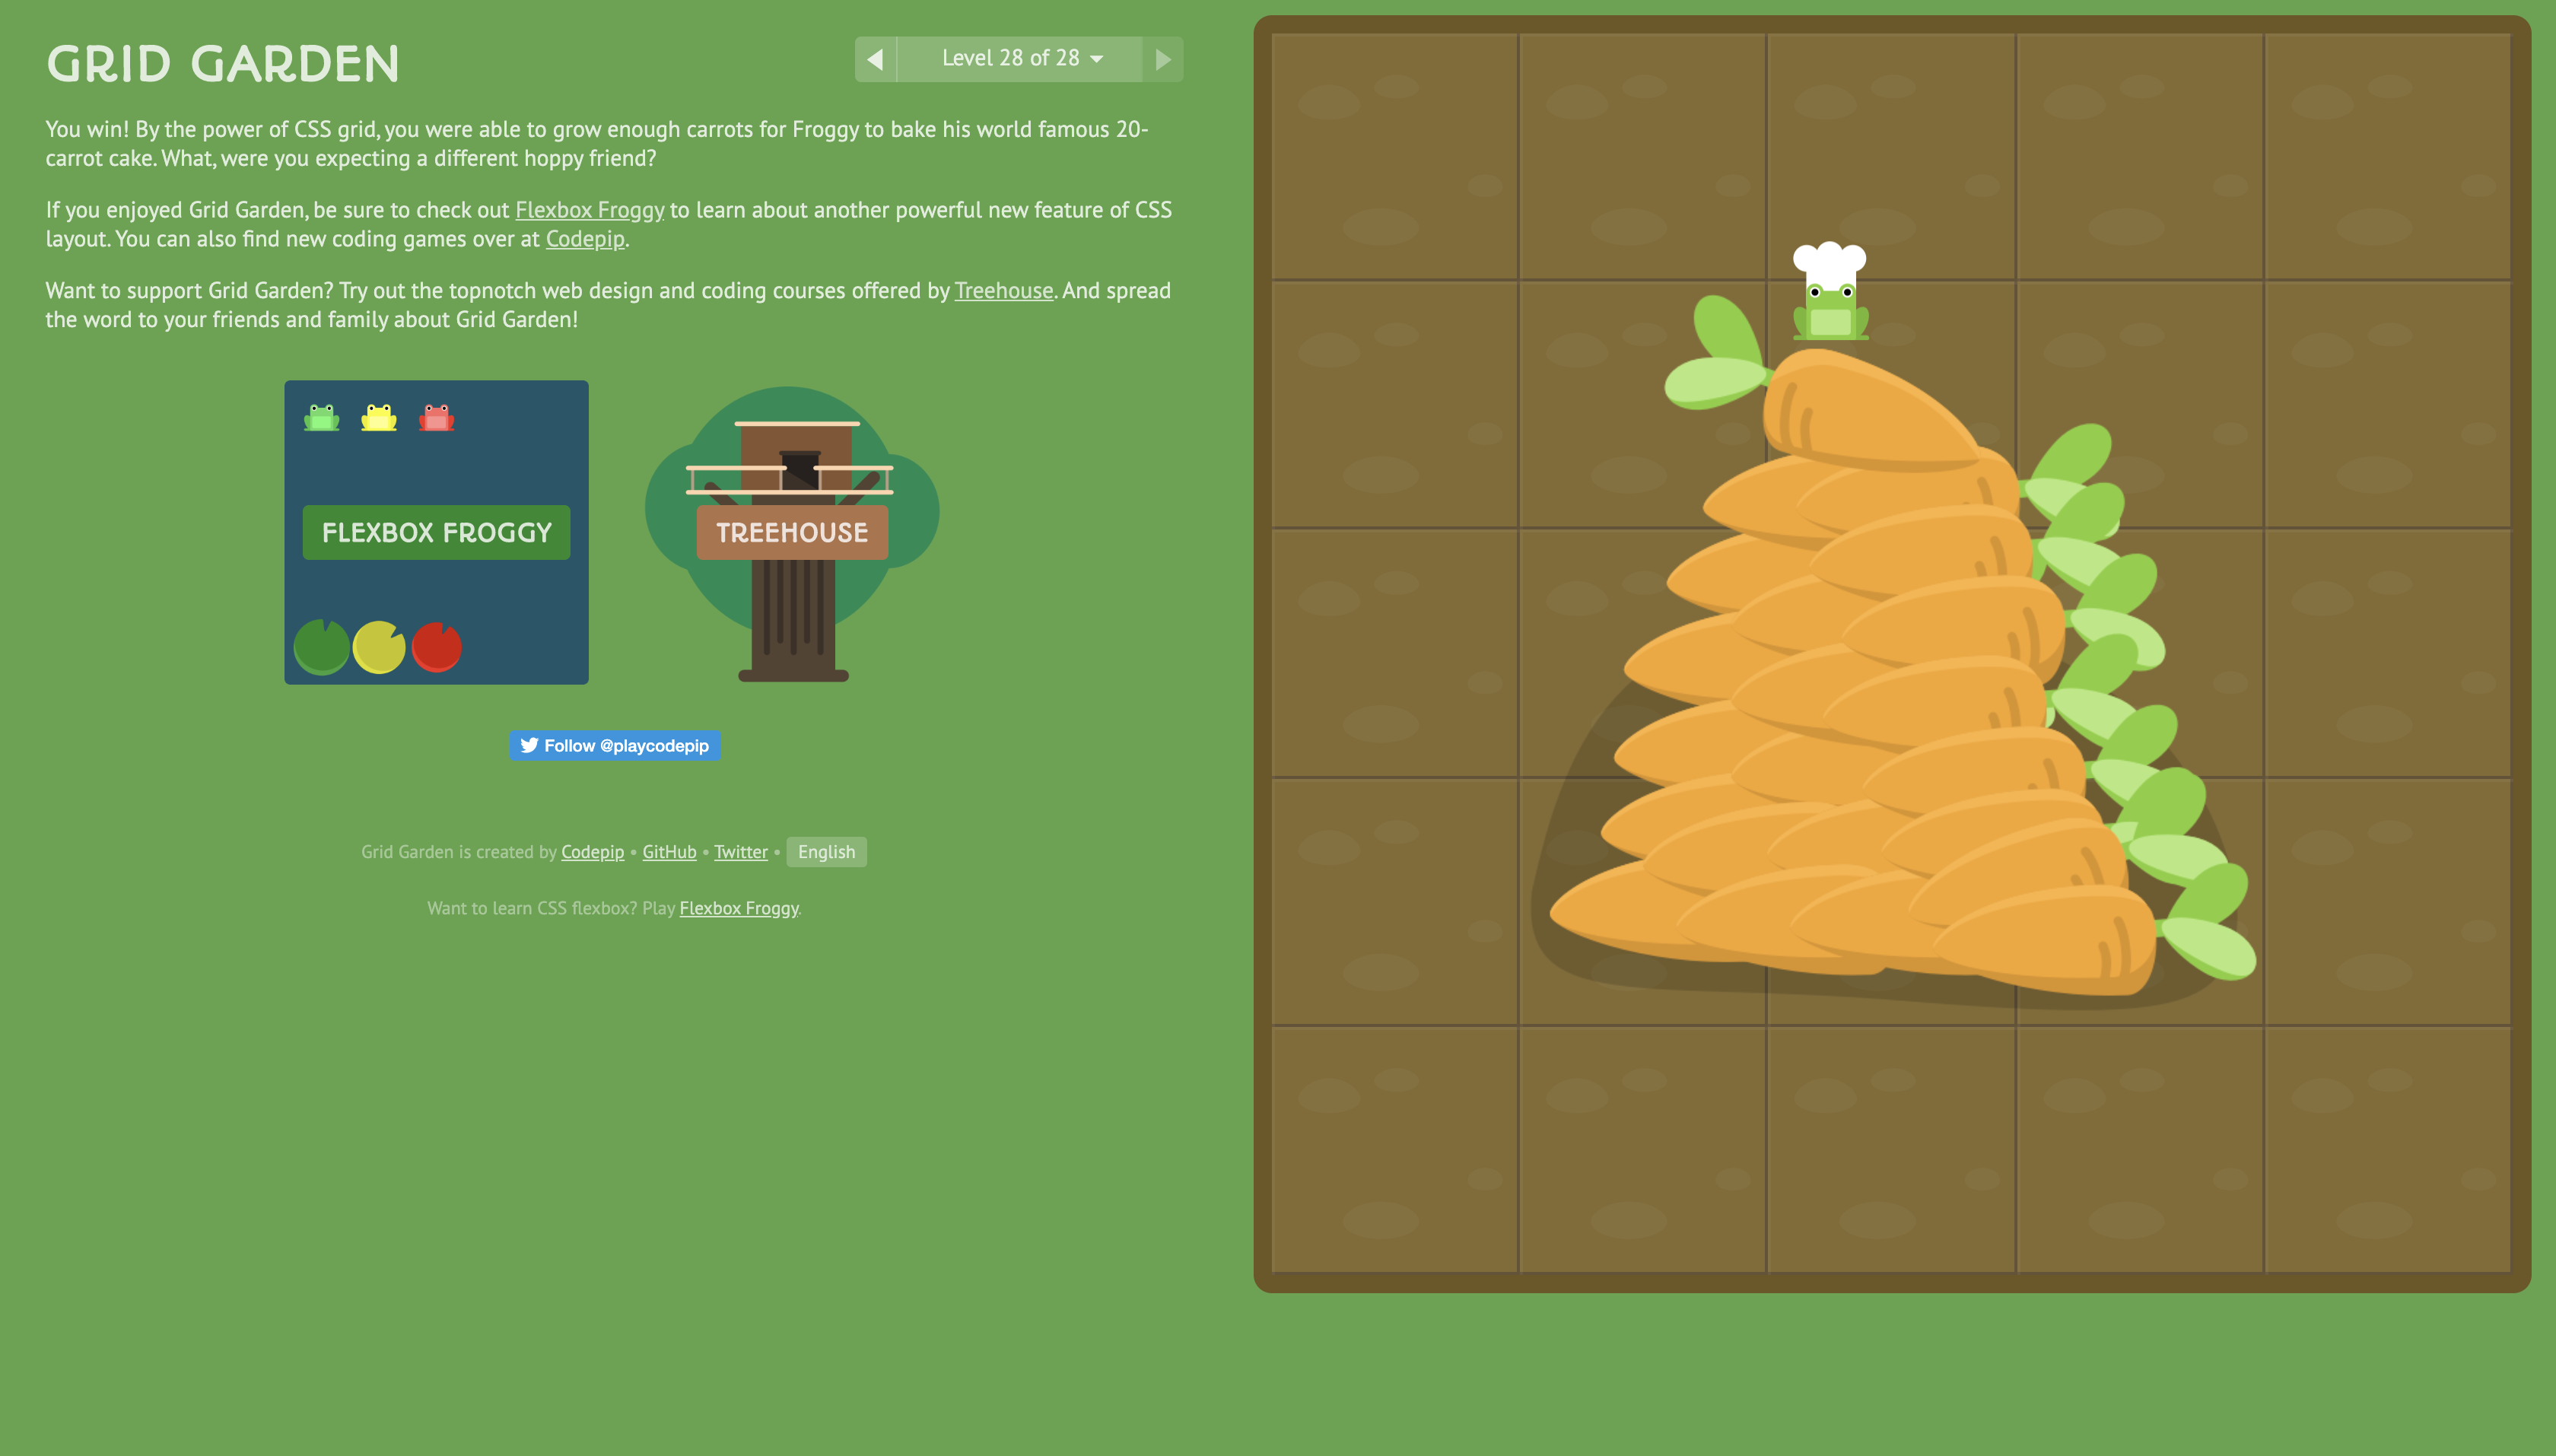 GRID GARDEN
Level 28 of 28
You win! By the power of CSS grid, you were able to grow enough carrots for Froggy to bake his world famous 20-
carrot cake. What, were you expecting a different hoppy friend?
If you enjoyed Grid Garden, be sure to check out Flexbox Froggy to learn about another powerful new feature of CSS
layout. You can also find new coding games over at Codepip.
Want to support Grid Garden? Try out the topnotch web design and coding courses offered by Treehouse. And spread
the word to your friends and family about Grid Garden!
FLEXBOX FROGGY
TREEHOUSE
Follow @playcodepip
Grid Garden is created by Codepip • GitHub • Twitter • English
Want to learn CSS flexbox? Play Flexbox Froggy.